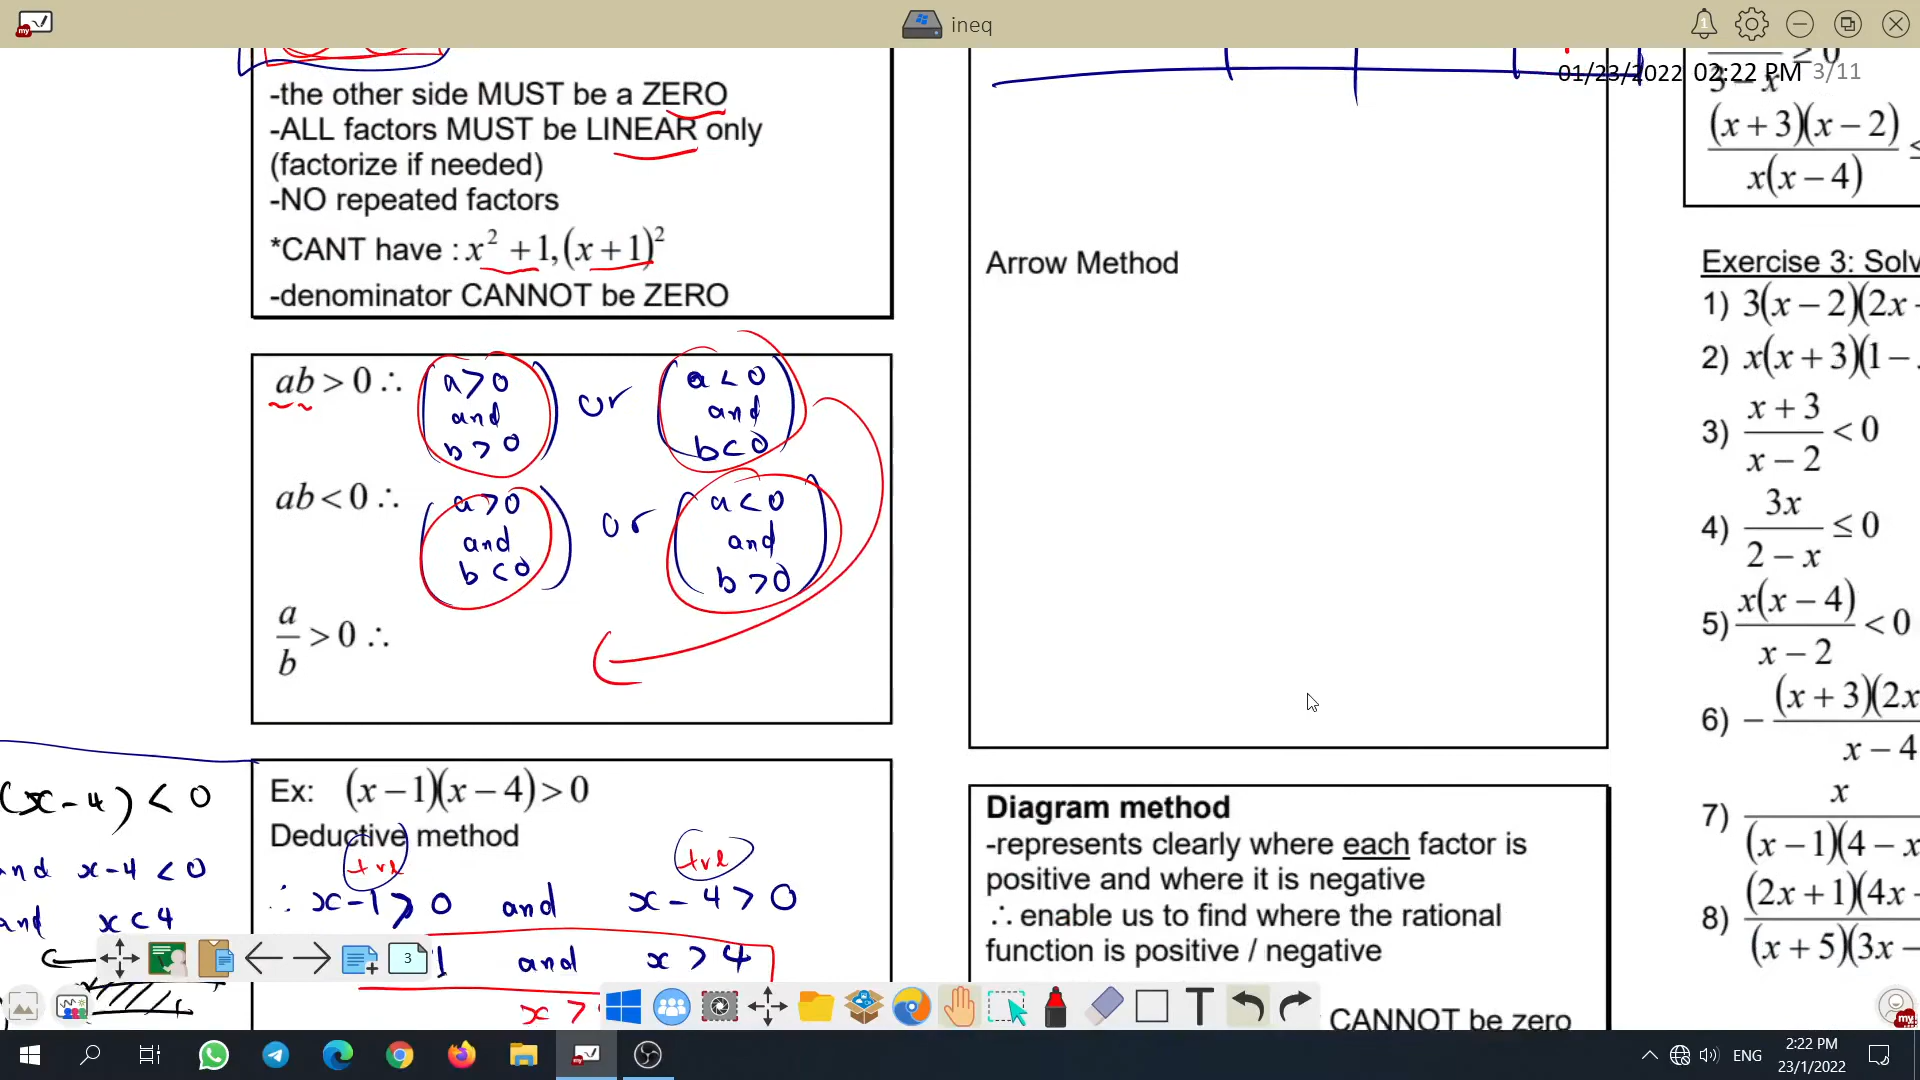 ineq
01/23/2022 02:22 PM 3/11
-the other side MUST be a ZERO
-ALL factors MUST be LINEAR only
(factorize if needed)
-NO repeated factors
*CANT have : x² + 1, (x + 1)²
-denominator CANNOT be ZERO
ab > 0 ∴ (a > 0 and b > 0) or (a < 0 and b < 0)
ab < 0 ∴ (a > 0 and b < 0) or (a < 0 and b > 0)
a/b > 0 ∴
(x-4) < 0
and x-4 < 0
and x < 4
Ex: (x − 1)(x − 4) > 0
Deductive method
+ve +ve
∴ x-1 > 0 and x-4 > 0
1 and x > 4
x >
Arrow Method
Diagram method
-represents clearly where each factor is
positive and where it is negative
∴ enable us to find where the rational
function is positive / negative
CANNOT be zero
3 − x ≥ 0
(x + 3)(x − 2)/x(x − 4) ≤
Exercise 3: Solv
1) 3(x − 2)(2x
2) x(x + 3)(1 −
3) (x + 3)/(x − 2) < 0
4) 3x/(2 − x) ≤ 0
5) x(x − 4)/(x − 2) < 0
6) − (x + 3)(2x/x − 4
7) x/(x − 1)(4 − x
8) (2x + 1)(4x/(x + 5)(3x −
3
T
my
ENG
2:22 PM
23/1/2022